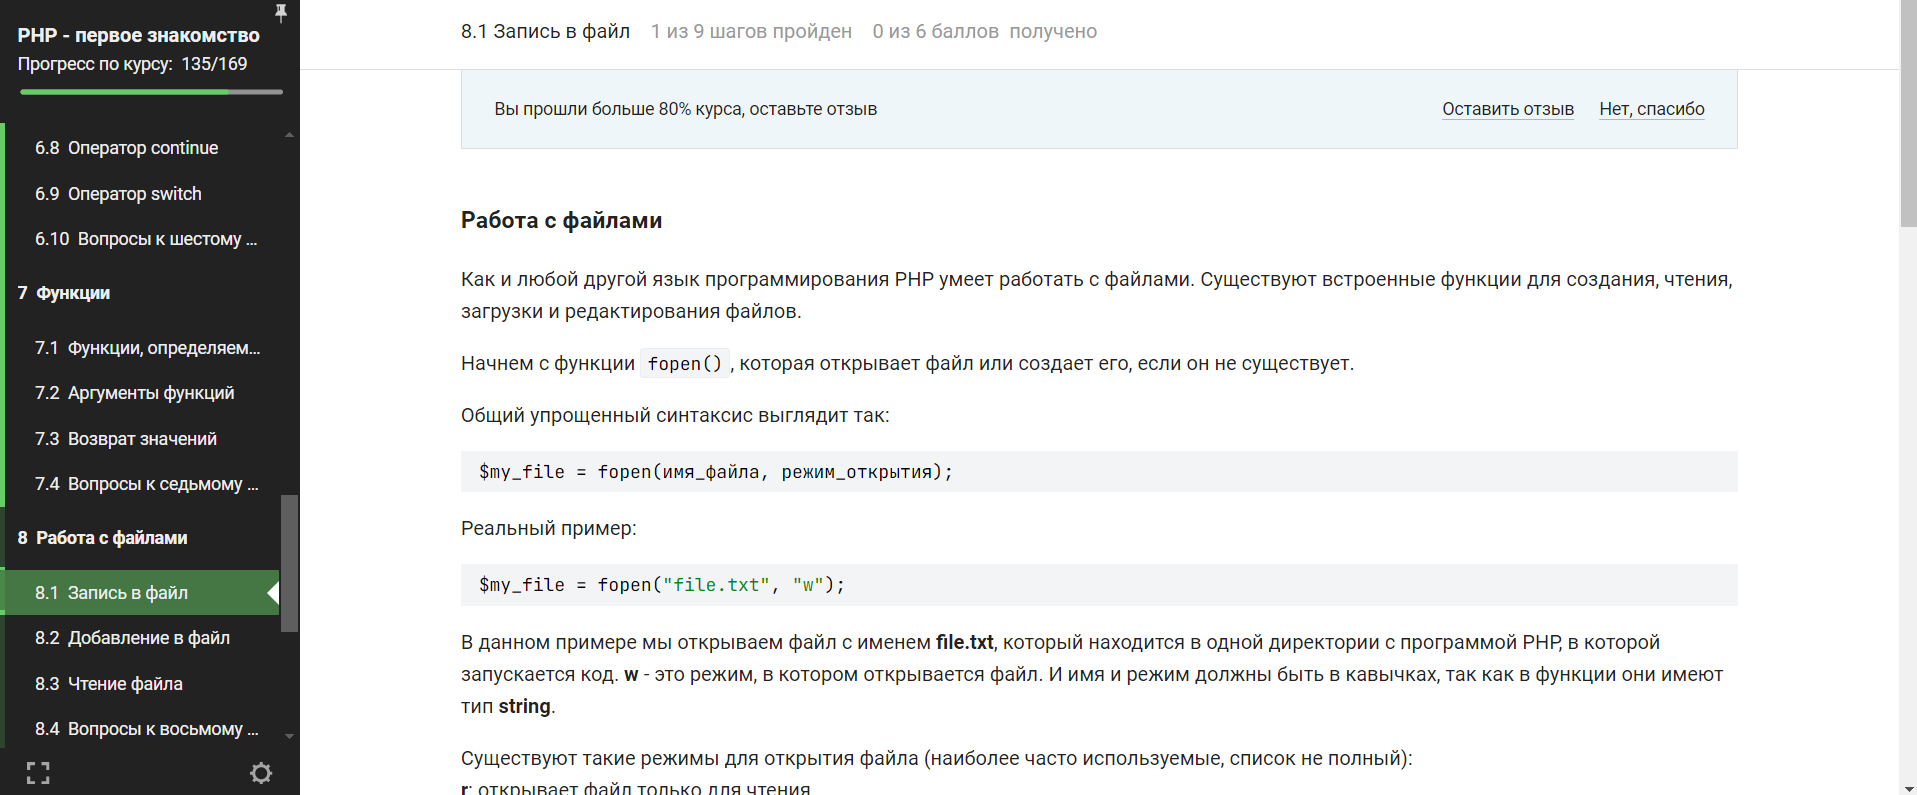 PHP - первое знакомство
Прогресс по курсу: 135/169
6.8 Оператор continue
6.9 Оператор switch
6.10 Вопросы к шестому ...
7 Функции
7.1 Функции, определяем...
7.2 Аргументы функций
7.3 Возврат значений
7.4 Вопросы к седьмому ...
8 Работа с файлами
8.1 Запись в файл
8.2 Добавление в файл
8.3 Чтение файла
8.4 Вопросы к восьмому ...
8.1 Запись в файл 1 из 9 шагов пройден 0 из 6 баллов получено
Вы прошли больше 80% курса, оставьте отзыв Оставить отзыв Нет, спасибо
Работа с файлами
Как и любой другой язык программирования PHP умеет работать с файлами. Существуют встроенные функции для создания, чтения,
загрузки и редактирования файлов.
Начнем с функции fopen(), которая открывает файл или создает его, если он не существует.
Общий упрощенный синтаксис выглядит так:
$my_file = fopen(имя_файла, режим_открытия);
Реальный пример:
$my_file = fopen("file.txt", "w");
В данном примере мы открываем файл с именем file.txt, который находится в одной директории с программой PHP, в которой
запускается код. w - это режим, в котором открывается файл. И имя и режим должны быть в кавычках, так как в функции они имеют
тип string.
Существуют такие режимы для открытия файла (наиболее часто используемые, список не полный):
r: открывает файл только для чтения